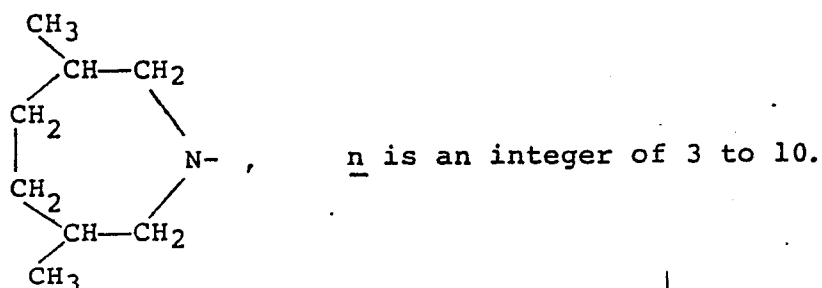 CH3
CH—CH2
CH2
N- , n is an integer of 3 to 10.
CH2
CH—CH2
CH3